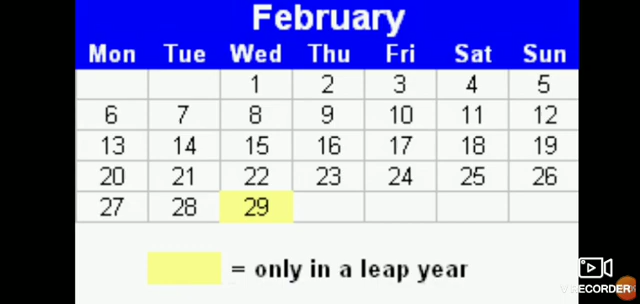 February
Mon Tue Wed Thu Fri Sat Sun
1 2 3 4 5
6 7 8 9 10 11 12
13 14 15 16 17 18 19
20 21 22 23 24 25 26
27 28 29
= only in a leap year
RECORDER